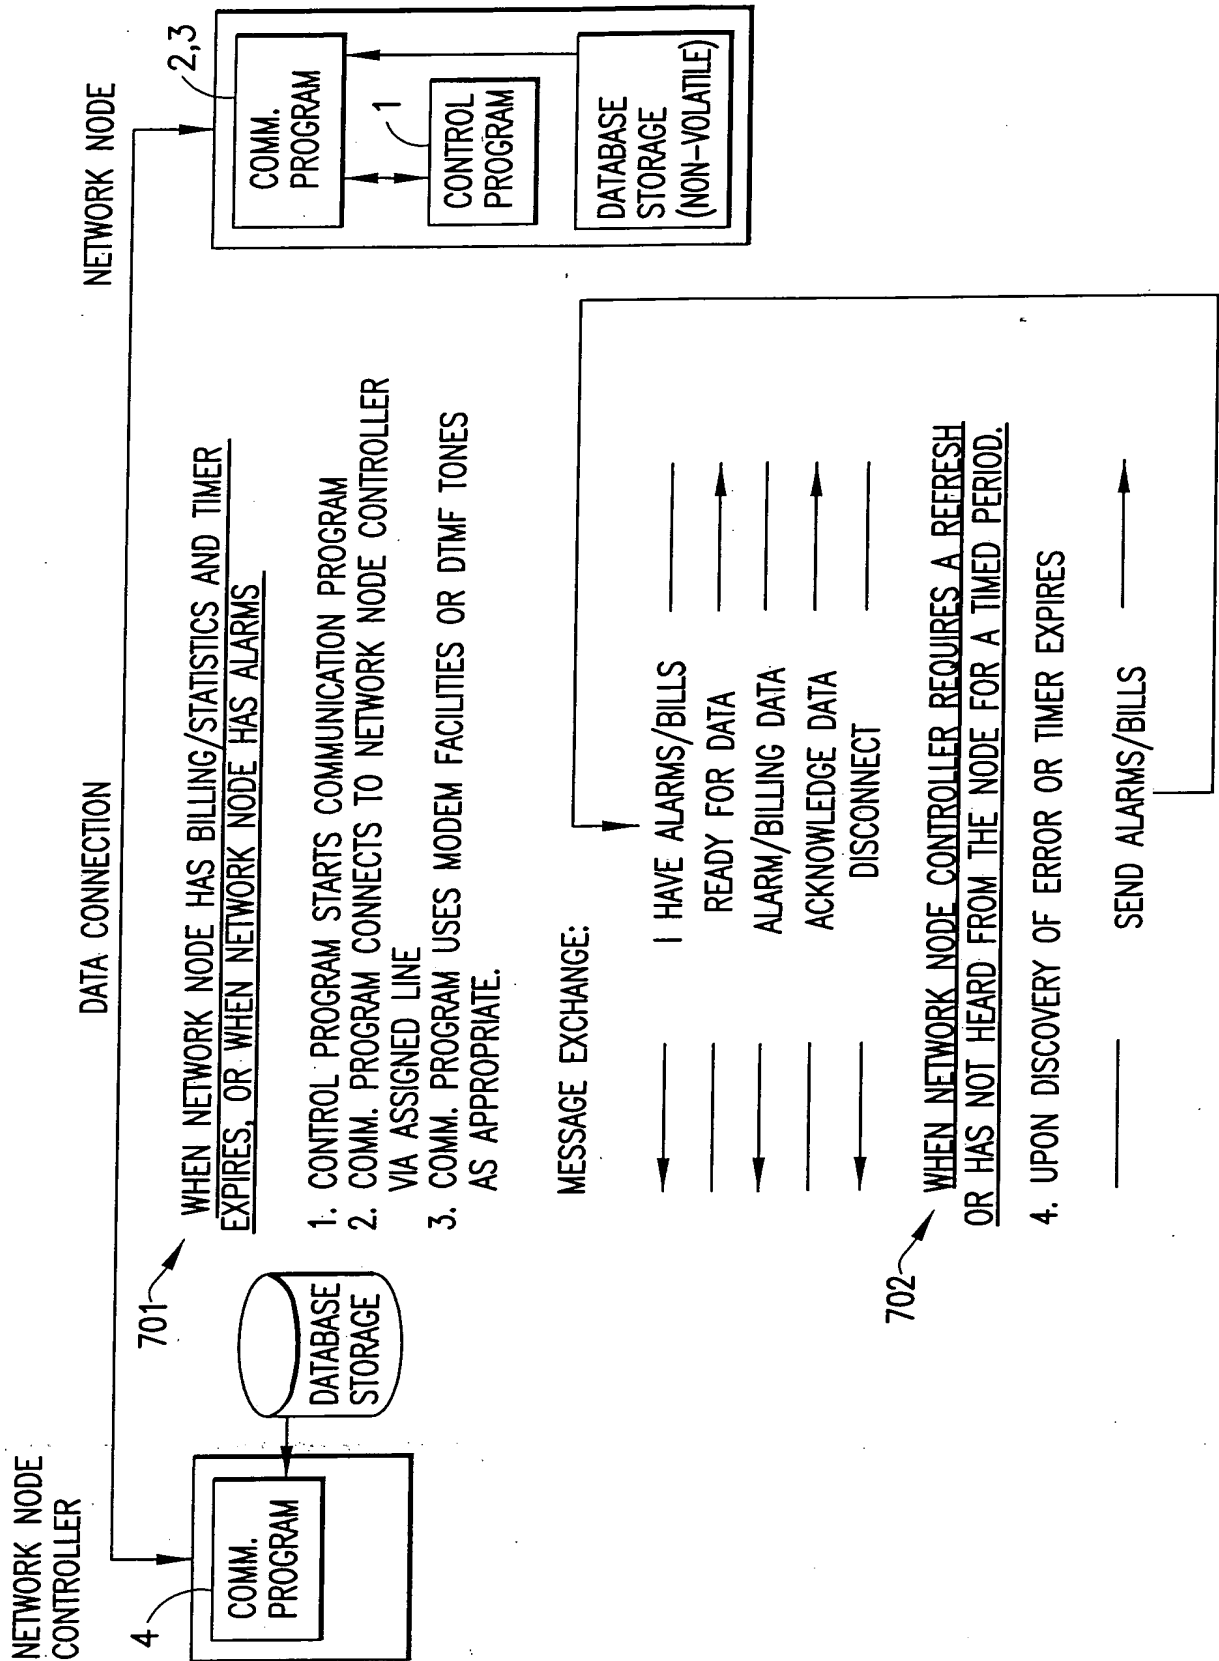 NETWORK NODE
CONTROLLER
4
COMM.
PROGRAM
DATABASE
STORAGE
DATA CONNECTION
NETWORK NODE
2,3
COMM.
PROGRAM
1
CONTROL
PROGRAM
DATABASE
STORAGE
(NON-VOLATILE)
701
WHEN NETWORK NODE HAS BILLING/STATISTICS AND TIMER
EXPIRES, OR WHEN NETWORK NODE HAS ALARMS
1. CONTROL PROGRAM STARTS COMMUNICATION PROGRAM
2. COMM. PROGRAM CONNECTS TO NETWORK NODE CONTROLLER
VIA ASSIGNED LINE
3. COMM. PROGRAM USES MODEM FACILITIES OR DTMF TONES
AS APPROPRIATE.
MESSAGE EXCHANGE:
I HAVE ALARMS/BILLS
READY FOR DATA
ALARM/BILLING DATA
ACKNOWLEDGE DATA
DISCONNECT
702
WHEN NETWORK NODE CONTROLLER REQUIRES A REFRESH
OR HAS NOT HEARD FROM THE NODE FOR A TIMED PERIOD.
4. UPON DISCOVERY OF ERROR OR TIMER EXPIRES
SEND ALARMS/BILLS